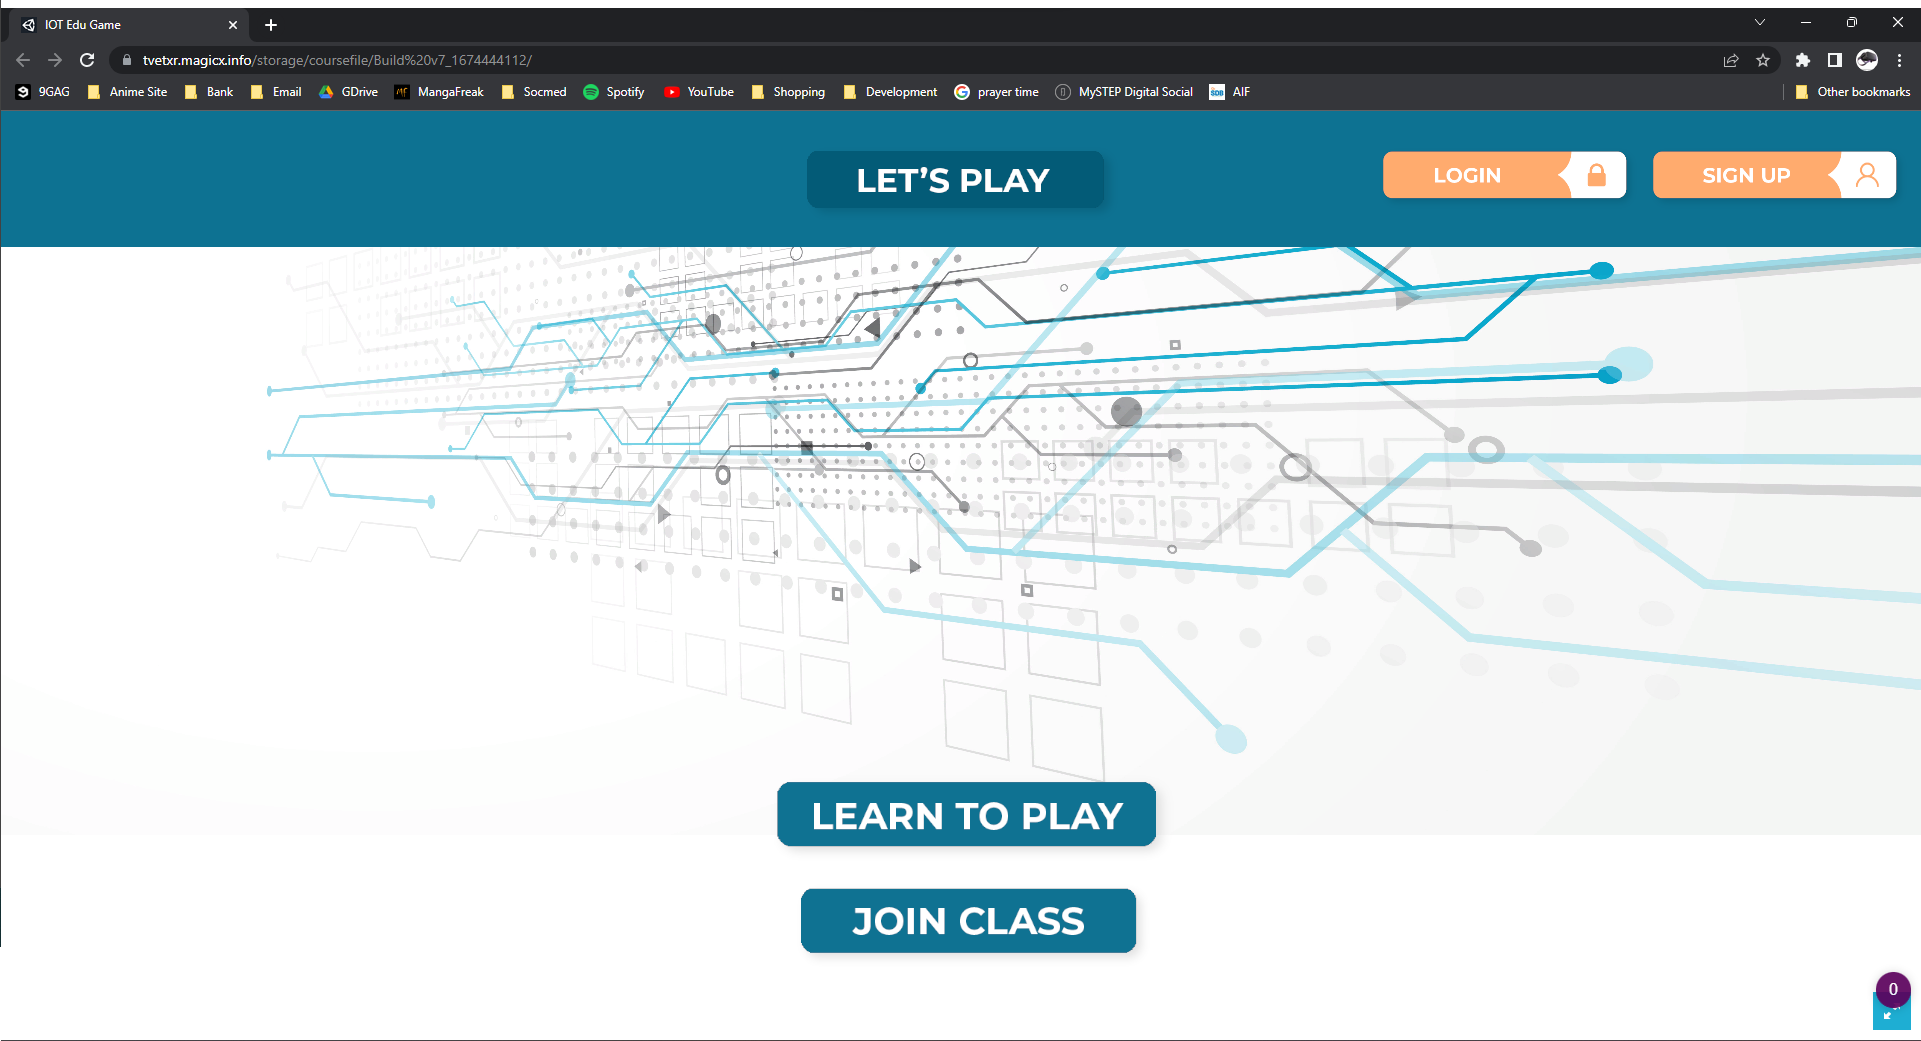 IOT Edu Game
tvetxr.magicx.info/storage/coursefile/Build%20v7_1674444112/
9GAG Anime Site Bank Email GDrive MF MangaFreak Socmed Spotify YouTube Shopping Development prayer time MySTEP Digital Social SDB AIF Other bookmarks
LET'S PLAY
LOGIN
SIGN UP
LEARN TO PLAY
JOIN CLASS
0